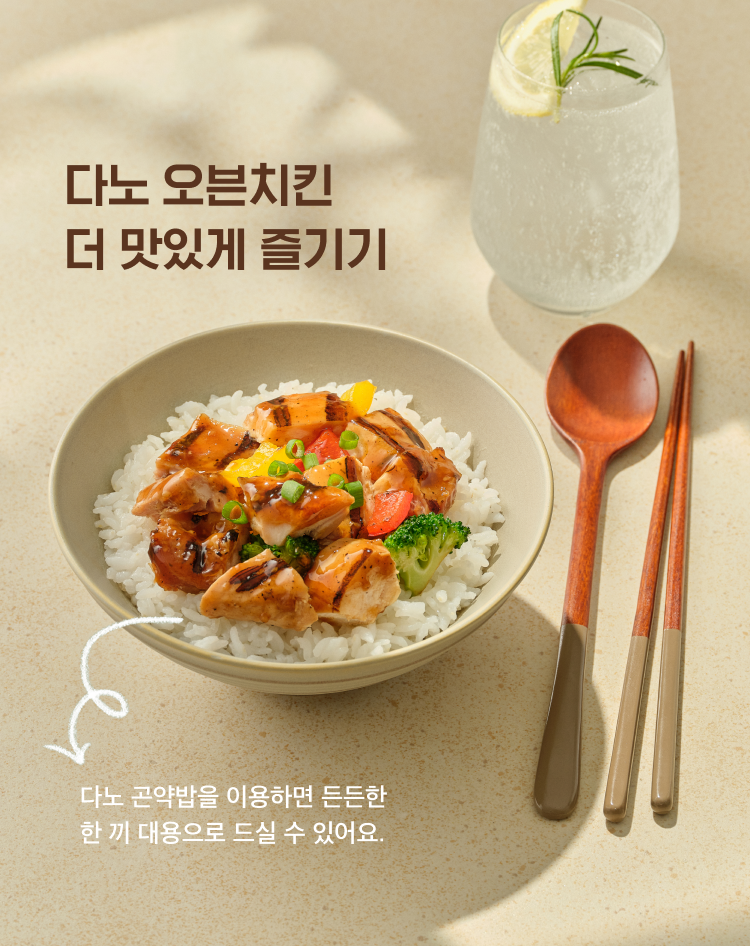 다노 오븐치킨
더 맛있게 즐기기
다노 곤약밥을 이용하면 든든한
한 끼 대용으로 드실 수 있어요.